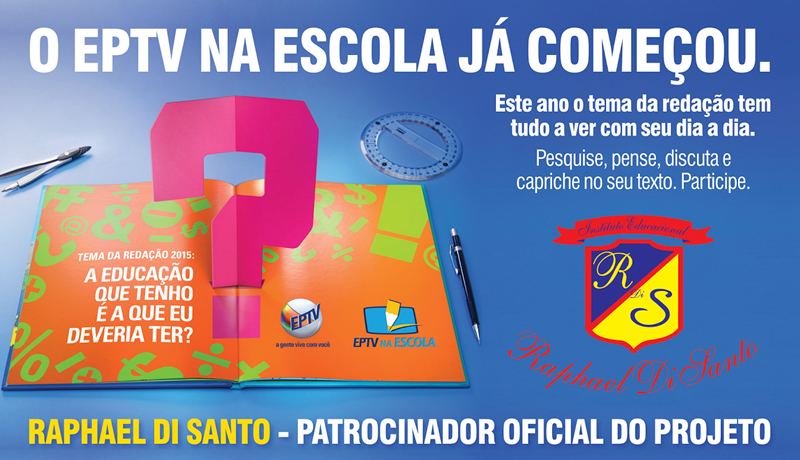 O EPTV NA ESCOLA JÁ COMEÇOU.
Este ano o tema da redação tem
tudo a ver com seu dia a dia.
Pesquise, pense, discuta e
capriche no seu texto. Participe.
TEMA DA REDAÇÃO 2015:
A EDUCAÇÃO
QUE TENHO
É A QUE EU
DEVERIA TER?
EPTV
a gente vive com você
EPTV NA ESCOLA
Instituto Educacional
R
Di
S
Raphael Di Santo
RAPHAEL DI SANTO - PATROCINADOR OFICIAL DO PROJETO